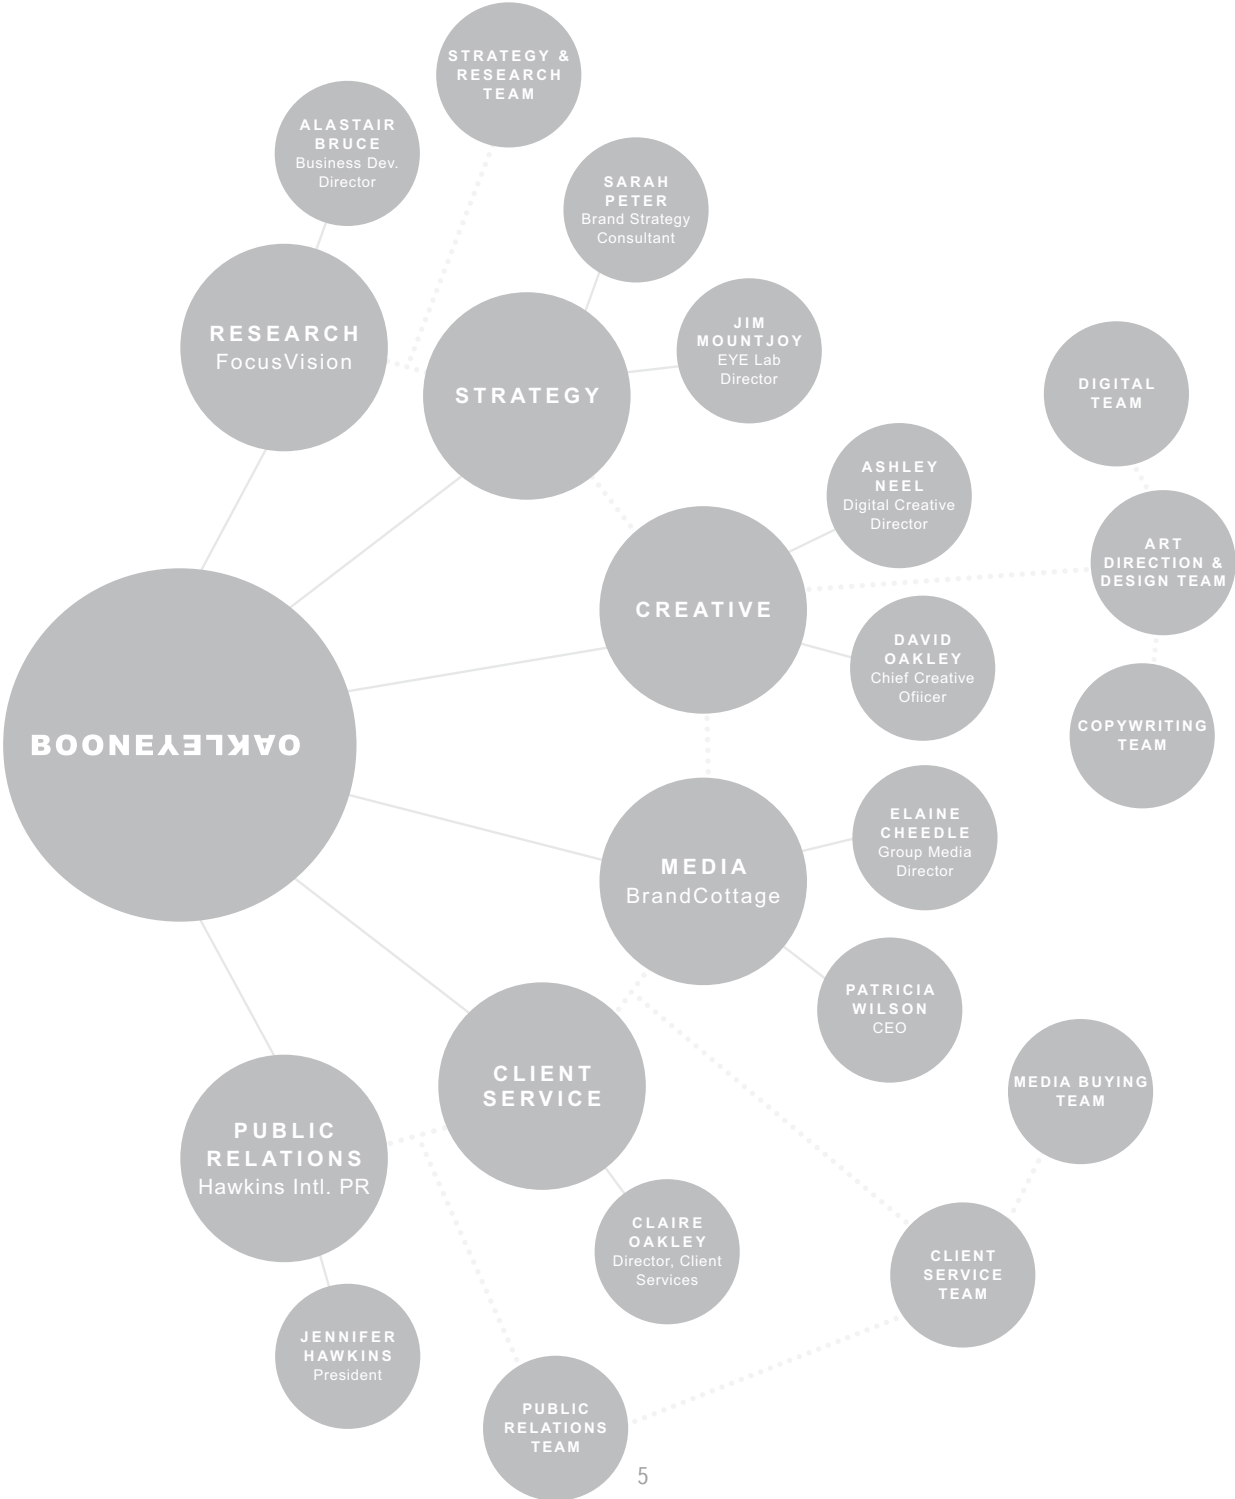 STRATEGY &
RESEARCH
TEAM
ALASTAIR
BRUCE
Business Dev.
Director
SARAH
PETER
Brand Strategy
Consultant
RESEARCH
FocusVision
STRATEGY
JIM
MOUNTJOY
EYE Lab
Director
DIGITAL
TEAM
ASHLEY
NEEL
Digital Creative
Director
ART
DIRECTION &
DESIGN TEAM
CREATIVE
DAVID
OAKLEY
Chief Creative
Ofiicer
COPYWRITING
TEAM
BOONEYELKAO
ELAINE
CHEEDLE
Group Media
Director
MEDIA
BrandCottage
PATRICIA
WILSON
CEO
CLIENT
SERVICE
MEDIA BUYING
TEAM
PUBLIC
RELATIONS
Hawkins Intl. PR
CLAIRE
OAKLEY
Director, Client
Services
CLIENT
SERVICE
TEAM
JENNIFER
HAWKINS
President
PUBLIC
RELATIONS
TEAM
5